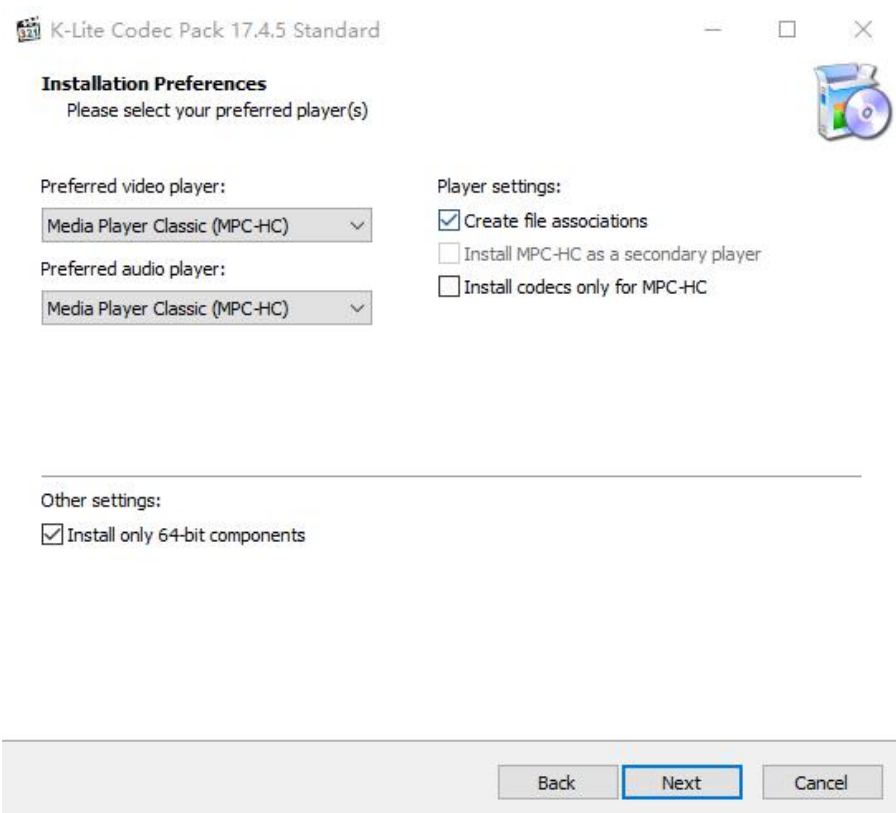 K-Lite Codec Pack 17.4.5 Standard
Installation Preferences
Please select your preferred player(s)
Preferred video player:
Media Player Classic (MPC-HC)
Preferred audio player:
Media Player Classic (MPC-HC)
Player settings:
Create file associations
Install MPC-HC as a secondary player
Install codecs only for MPC-HC
Other settings:
Install only 64-bit components
Back
Next
Cancel